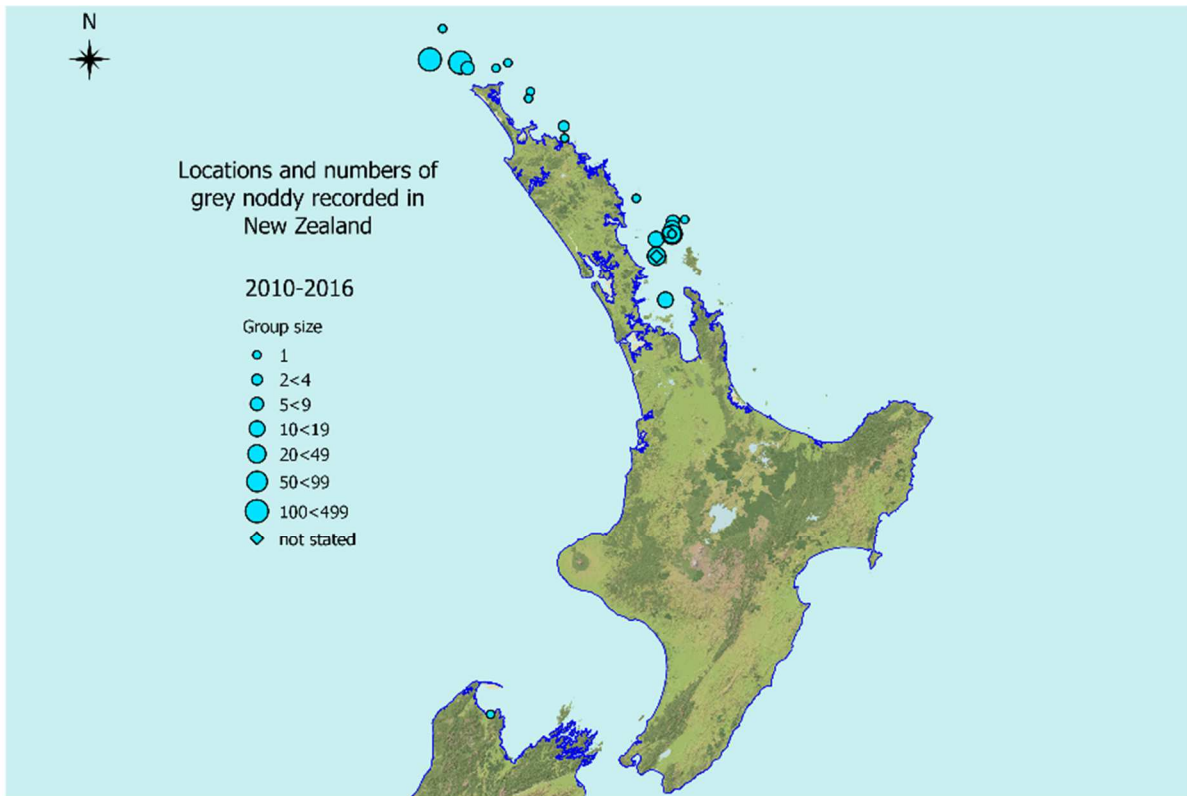 N
Locations and numbers of
grey noddy recorded in
New Zealand
2010-2016
Group size
1
2<4
5<9
10<19
20<49
50<99
100<499
not stated